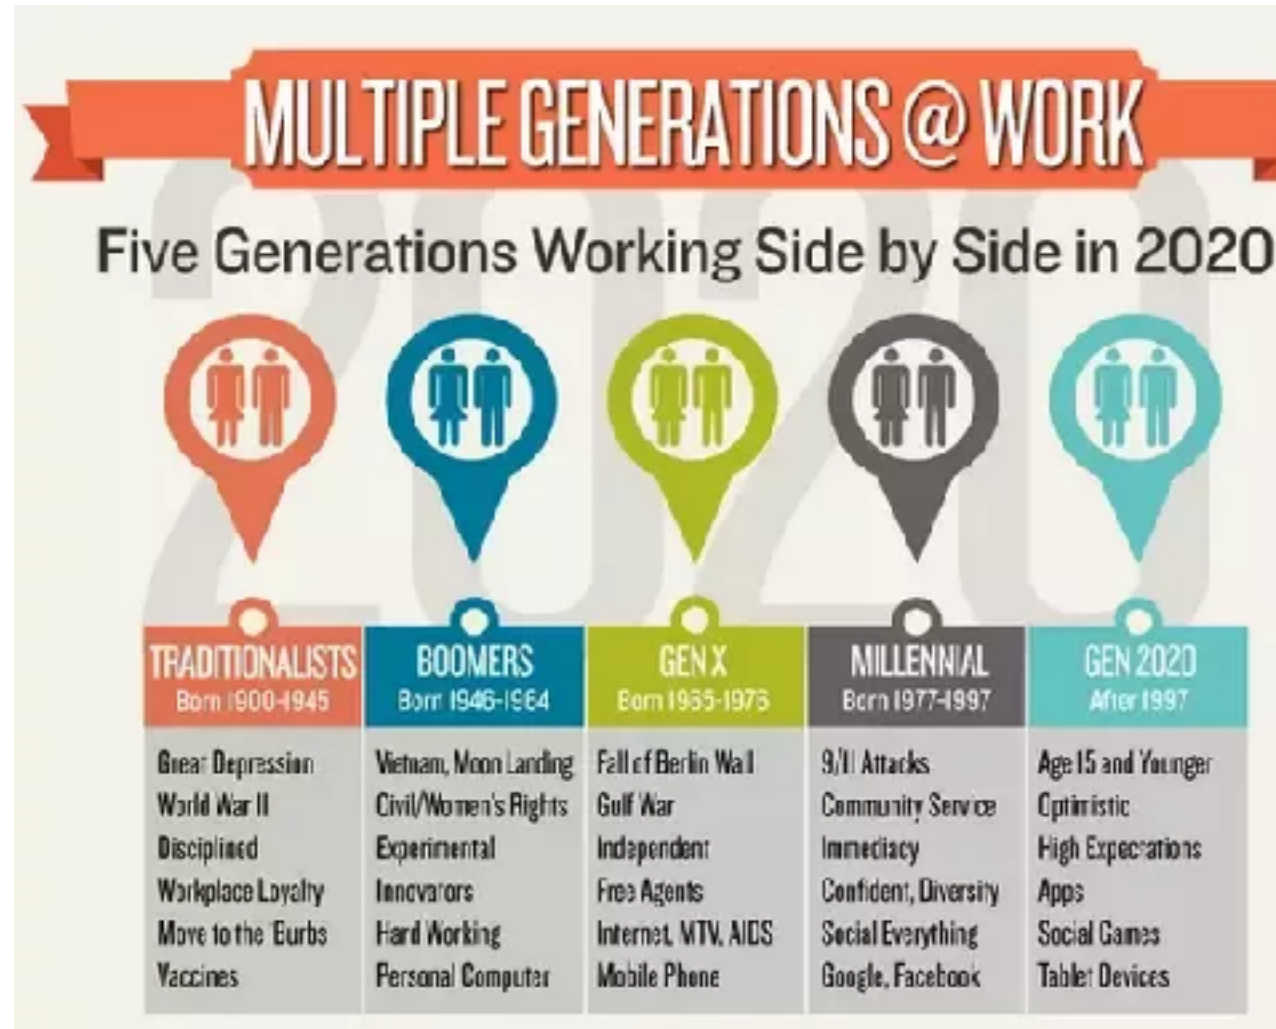 MULTIPLE GENERATIONS @ WORK
Five Generations Working Side by Side in 2020
2020
TRADITIONALISTS
Born 1900-1945
Great Depression
World War II
Disciplined
Workplace Loyalty
Move to the 'Burbs
Vaccines
BOOMERS
Born 1946-1964
Vietnam, Moon Landing
Civil/Women's Rights
Experimental
Innovators
Hard Working
Personal Computer
GEN X
Born 1965-1976
Fall of Berlin Wall
Gulf War
Independent
Free Agents
Internet, MTV, AIDS
Mobile Phone
MILLENNIAL
Born 1977-1997
9/11 Attacks
Community Service
Immediacy
Confident, Diversity
Social Everything
Google, Facebook
GEN 2020
After 1997
Age 15 and Younger
Optimistic
High Expectations
Apps
Social Games
Tablet Devices